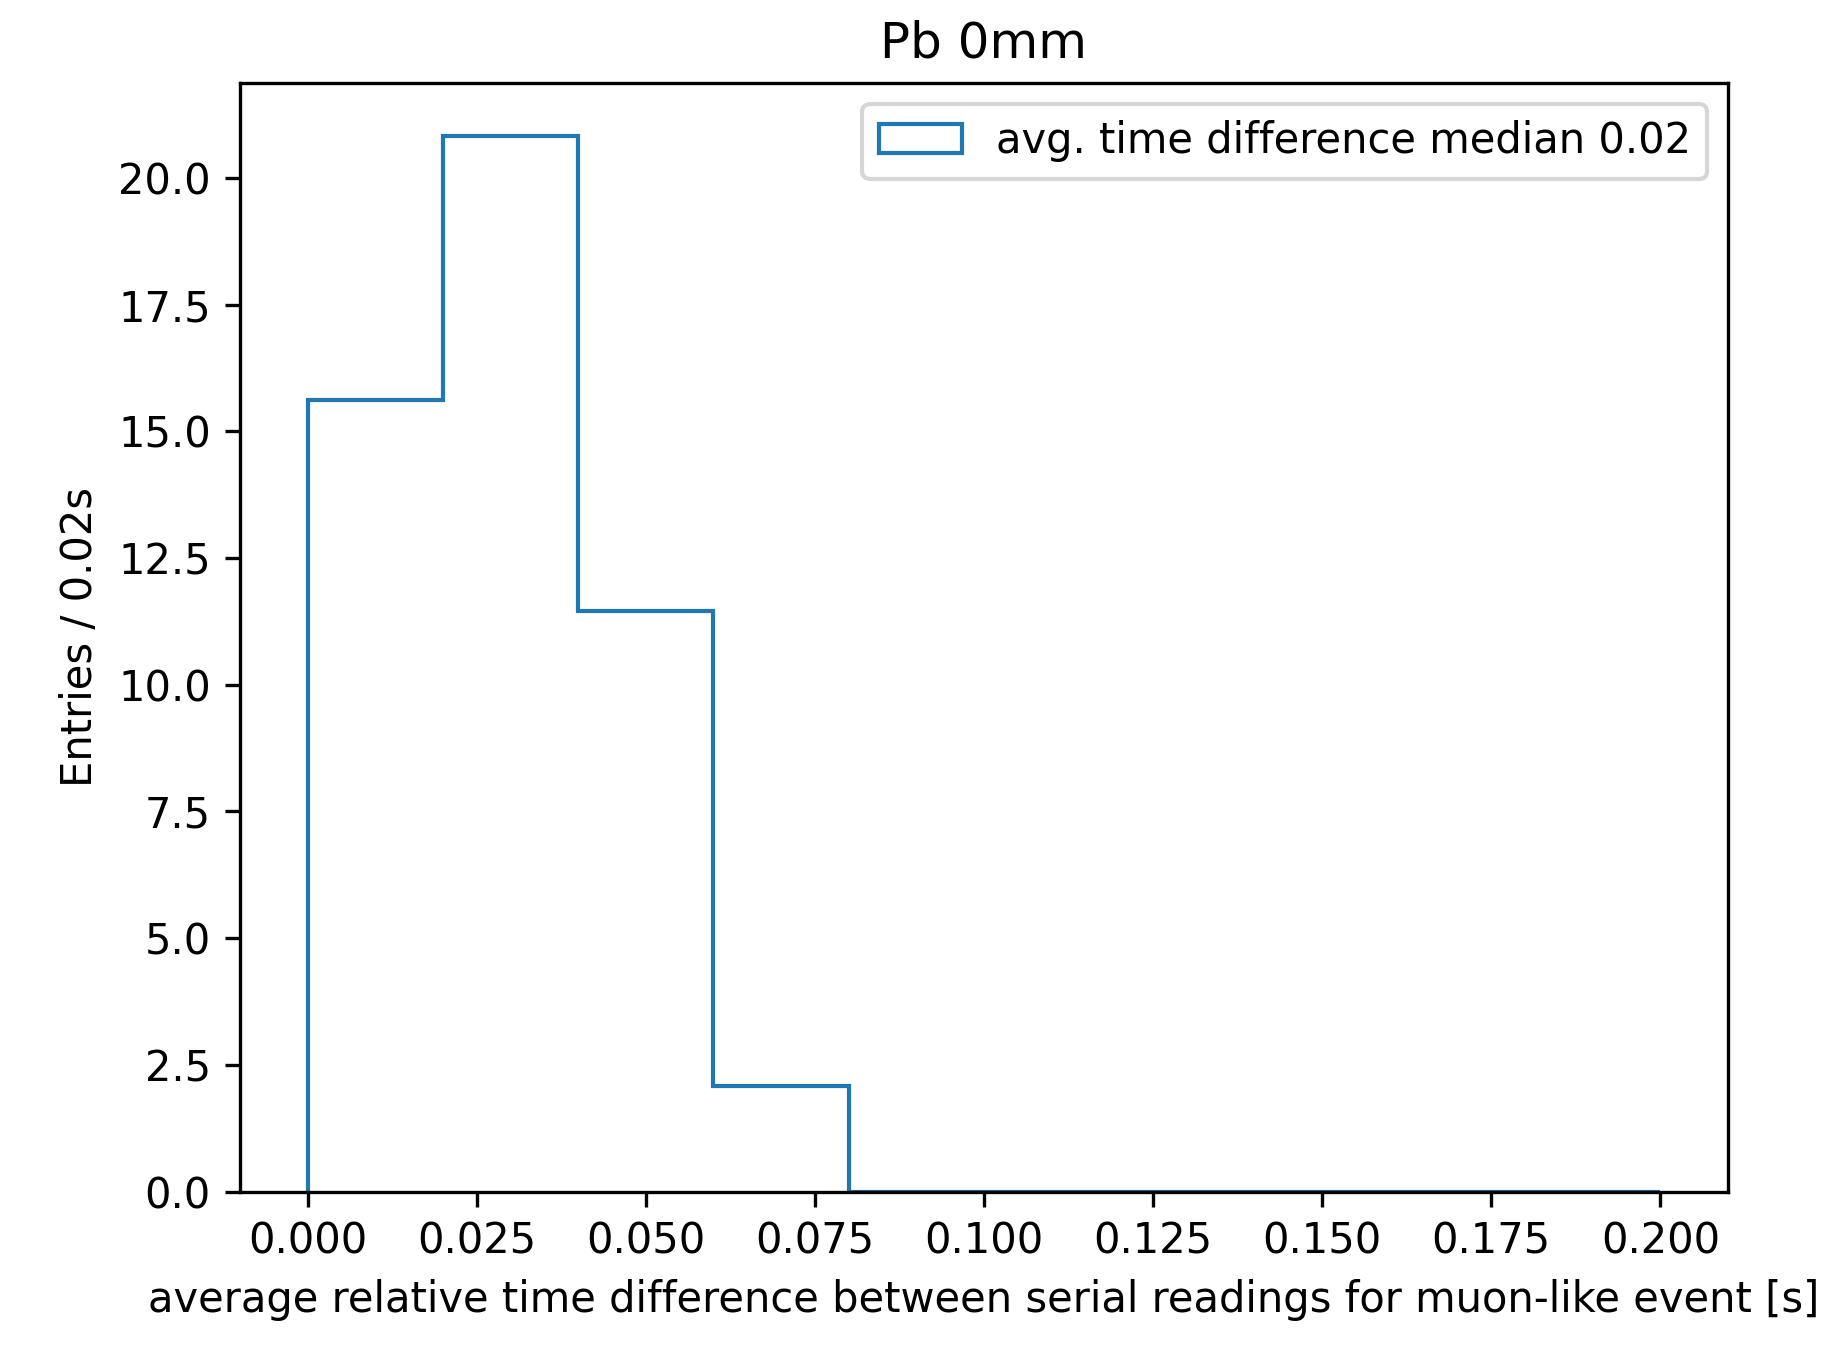 Pb 0mm
avg. time difference median 0.02
Entries / 0.02s
20.0
17.5
15.0
12.5
10.0
7.5
5.0
2.5
0.0
0.000 0.025 0.050 0.075 0.100 0.125 0.150 0.175 0.200
average relative time difference between serial readings for muon-like event [s]